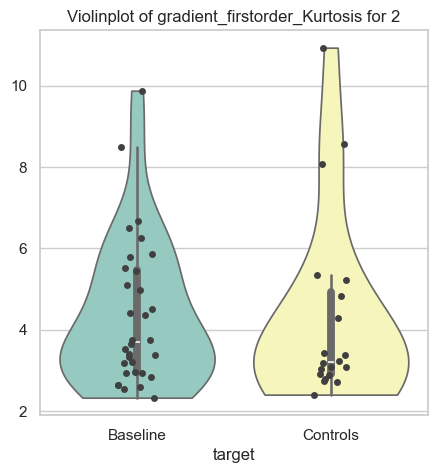 Violinplot of gradient_firstorder_Kurtosis for 2
10
8
6
4
2
Baseline
Controls
target